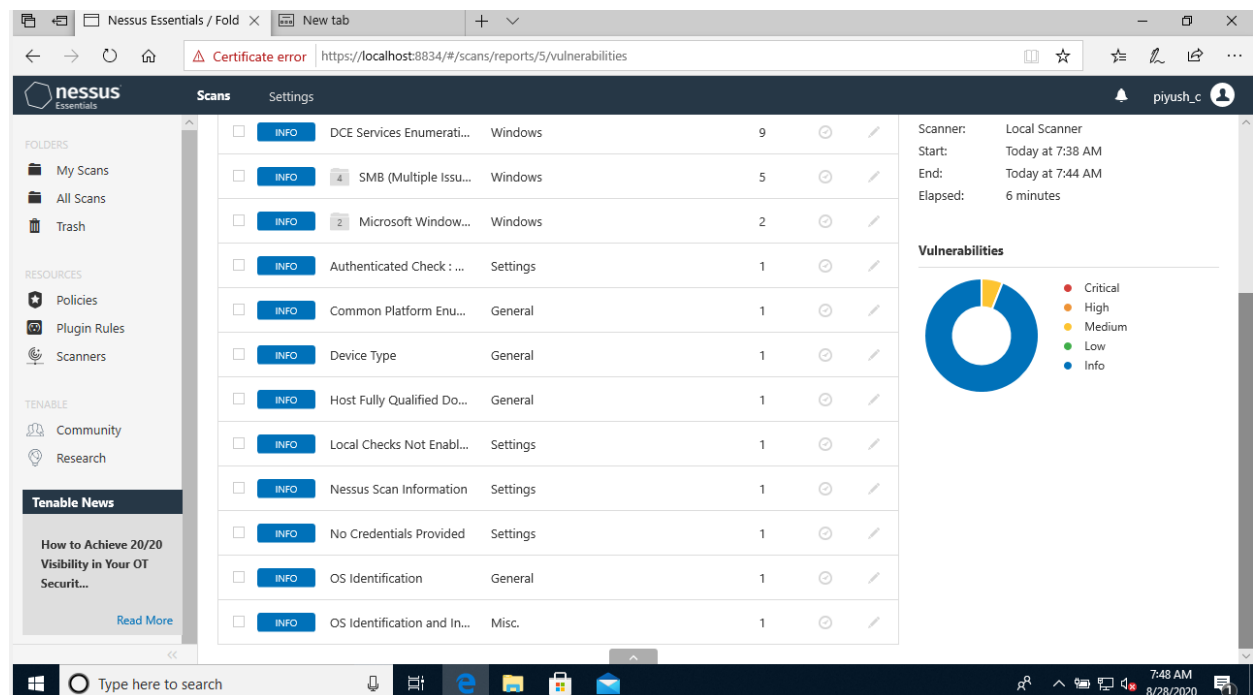 Nessus Essentials / Fold
New tab
Certificate error
https://localhost:8834/#/scans/reports/5/vulnerabilities
nessus
Essentials
Scans
Settings
piyush_c
FOLDERS
My Scans
All Scans
Trash
RESOURCES
Policies
Plugin Rules
Scanners
TENABLE
Community
Research
Tenable News
How to Achieve 20/20
Visibility in Your OT
Securit...
Read More
INFO DCE Services Enumerati... Windows 9
INFO 4 SMB (Multiple Issu... Windows 5
INFO 2 Microsoft Window... Windows 2
INFO Authenticated Check : ... Settings 1
INFO Common Platform Enu... General 1
INFO Device Type General 1
INFO Host Fully Qualified Do... General 1
INFO Local Checks Not Enabl... Settings 1
INFO Nessus Scan Information Settings 1
INFO No Credentials Provided Settings 1
INFO OS Identification General 1
INFO OS Identification and In... Misc. 1
Scanner: Local Scanner
Start: Today at 7:38 AM
End: Today at 7:44 AM
Elapsed: 6 minutes
Vulnerabilities
Critical
High
Medium
Low
Info
Type here to search
7:48 AM
8/28/2020
1